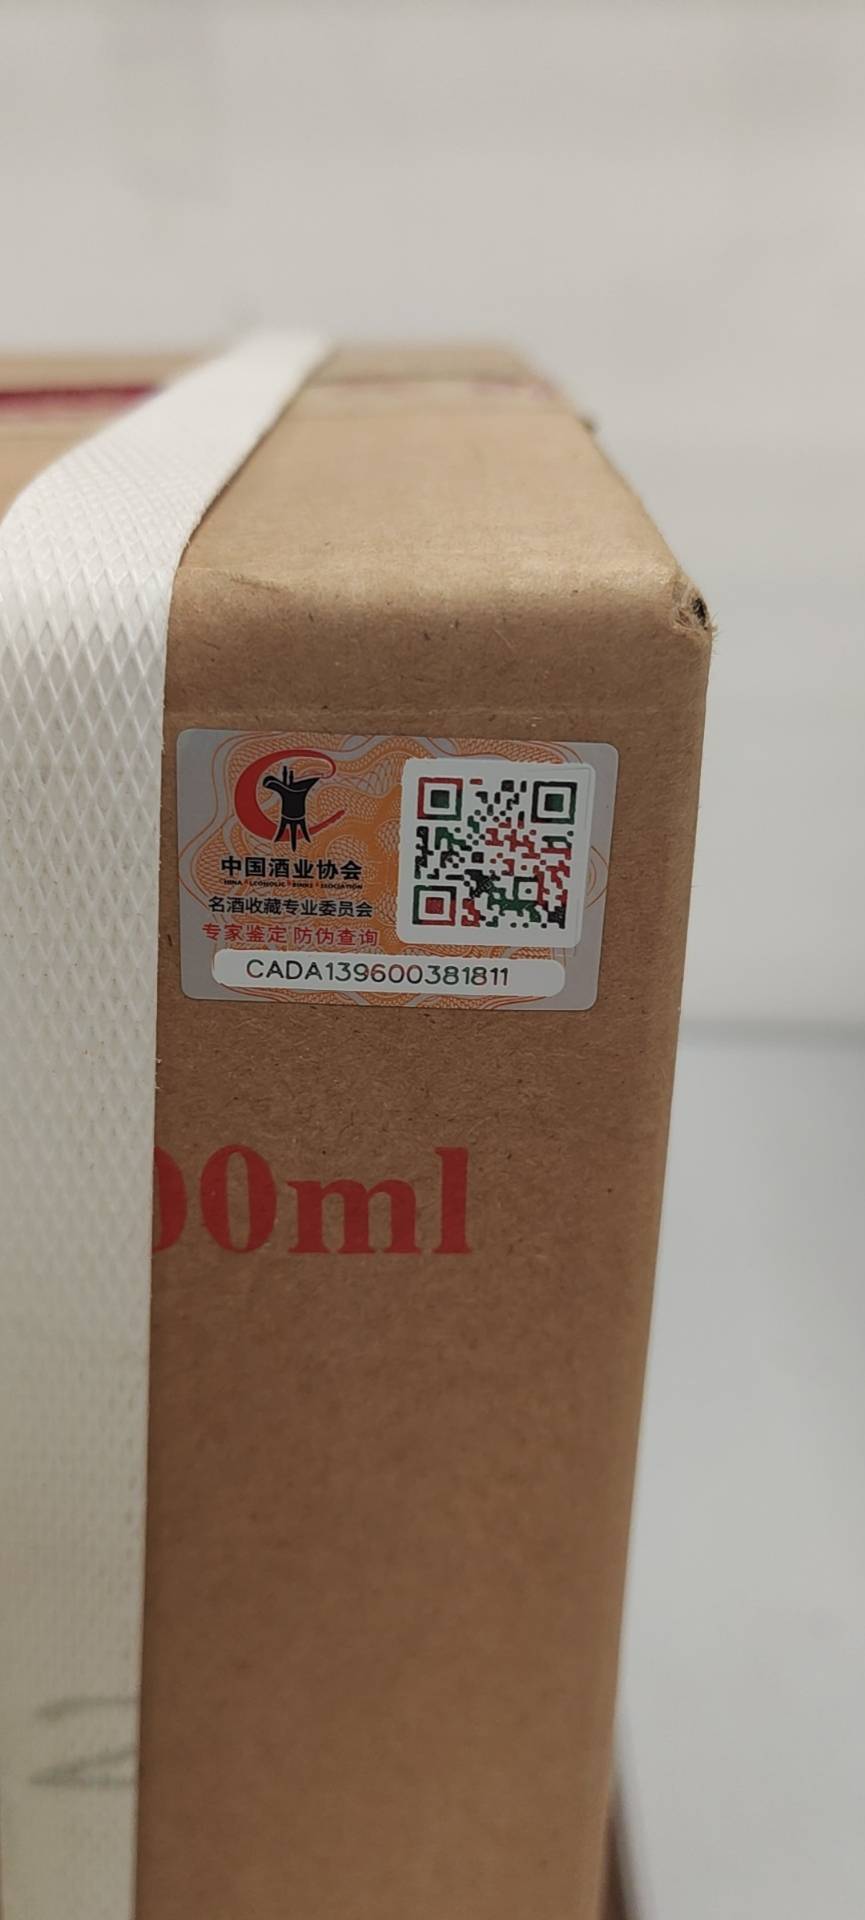 中国酒业协会
名酒收藏专业委员会
专家鉴定 防伪查询
CADA139600381811
00ml